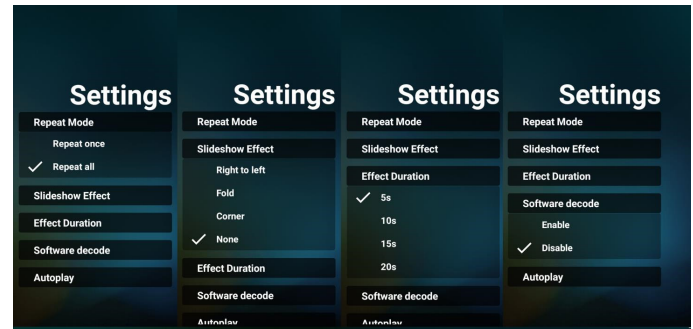 Settings
Repeat Mode
Repeat once
Repeat all
Slideshow Effect
Effect Duration
Software decode
Autoplay
Settings
Repeat Mode
Slideshow Effect
Right to left
Fold
Corner
None
Effect Duration
Software decode
Autoplay
Settings
Repeat Mode
Slideshow Effect
Effect Duration
5s
10s
15s
20s
Software decode
Autoplay
Settings
Repeat Mode
Slideshow Effect
Effect Duration
Software decode
Enable
Disable
Autoplay